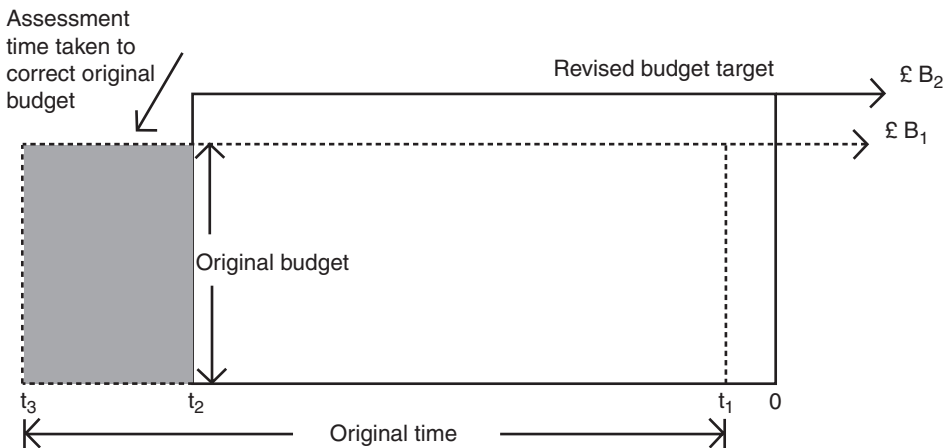 Assessment
time taken to
correct original
budget
Revised budget target
£ B₂
£ B₁
Original budget
t₃ t₂ t₁ 0
Original time